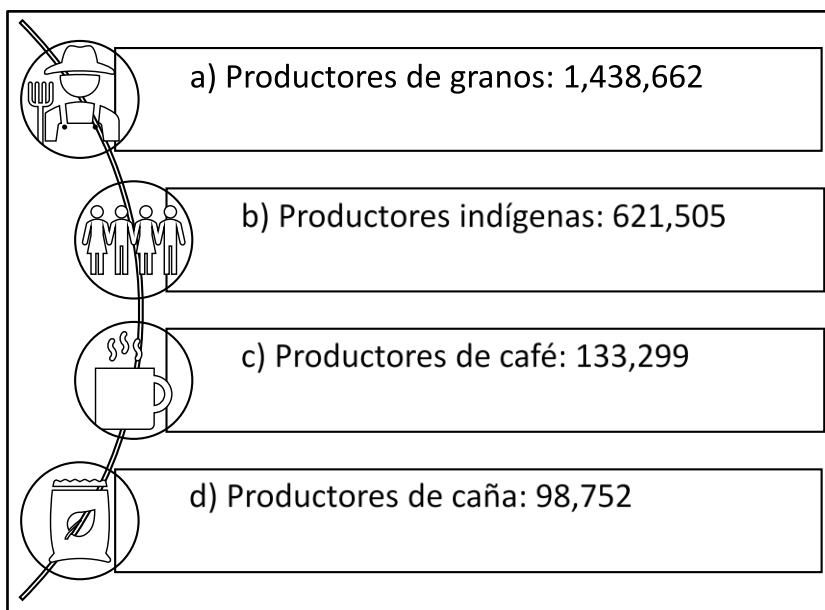 a) Productores de granos: 1,438,662
b) Productores indígenas: 621,505
c) Productores de café: 133,299
d) Productores de caña: 98,752